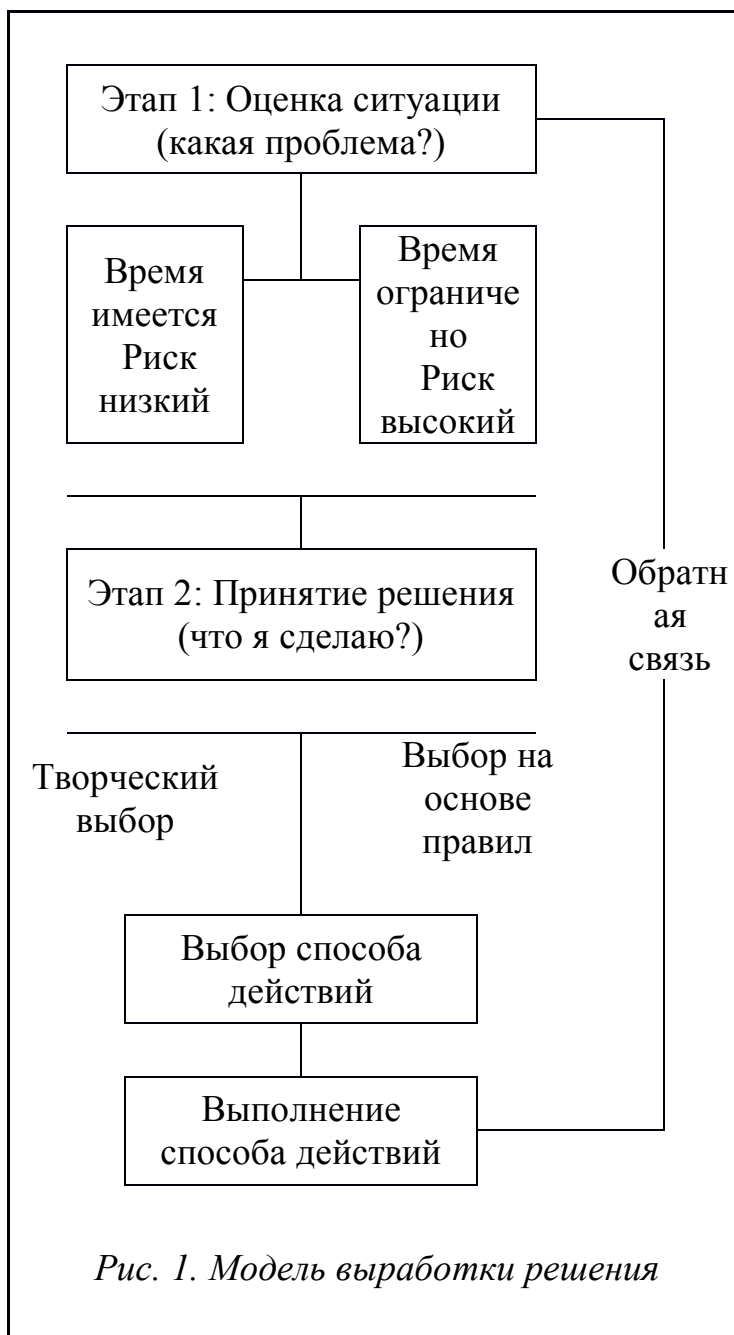 Этап 1: Оценка ситуации
(какая проблема?)
Время
имеется
Риск
низкий
Время
ограниче
но
Риск
высокий
Этап 2: Принятие решения
(что я сделаю?)
Обратн
ая
связь
Творческий
выбор
Выбор на
основе
правил
Выбор способа
действий
Выполнение
способа действий
Рис. 1. Модель выработки решения